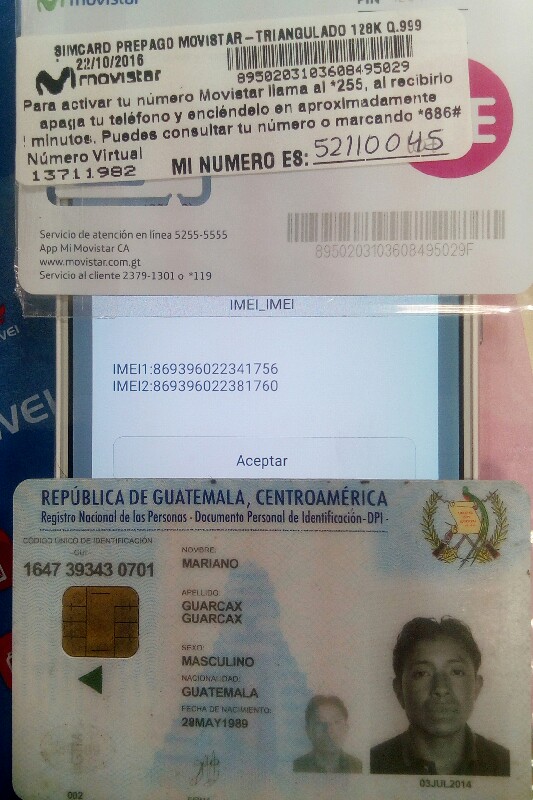 movistar
PIN
SIMCARD PREPAGO MOVISTAR-TRIANGULADO 128K Q.999
22/10/2016
movistar
8950203103608495029
Para activar tu número Movistar llama al *255, al recibirlo
apaga tu teléfono y enciéndelo en aproximadamente
minutos. Puedes consultar tu número o marcando *686#
Número Virtual
13711982
MI NUMERO ES: 52110045
Servicio de atención en línea 5255-5555
App Mi Movistar CA
www.movistar.com.gt
Servicio al cliente 2379-1301 o *119
8950203103608495029F
IMEI_IMEI
IMEI1:869396022341756
IMEI2:869396022381760
Aceptar
REPÚBLICA DE GUATEMALA, CENTROAMÉRICA
Registro Nacional de las Personas - Documento Personal de Identificación-DPI -
CÓDIGO ÚNICO DE IDENTIFICACIÓN
-CUI-
1647 39343 0701
NOMBRE:
MARIANO
APELLIDO:
GUARCAX
GUARCAX
SEXO:
MASCULINO
NACIONALIDAD:
GUATEMALA
FECHA DE NACIMIENTO:
28MAY1989
03JUL2014
002